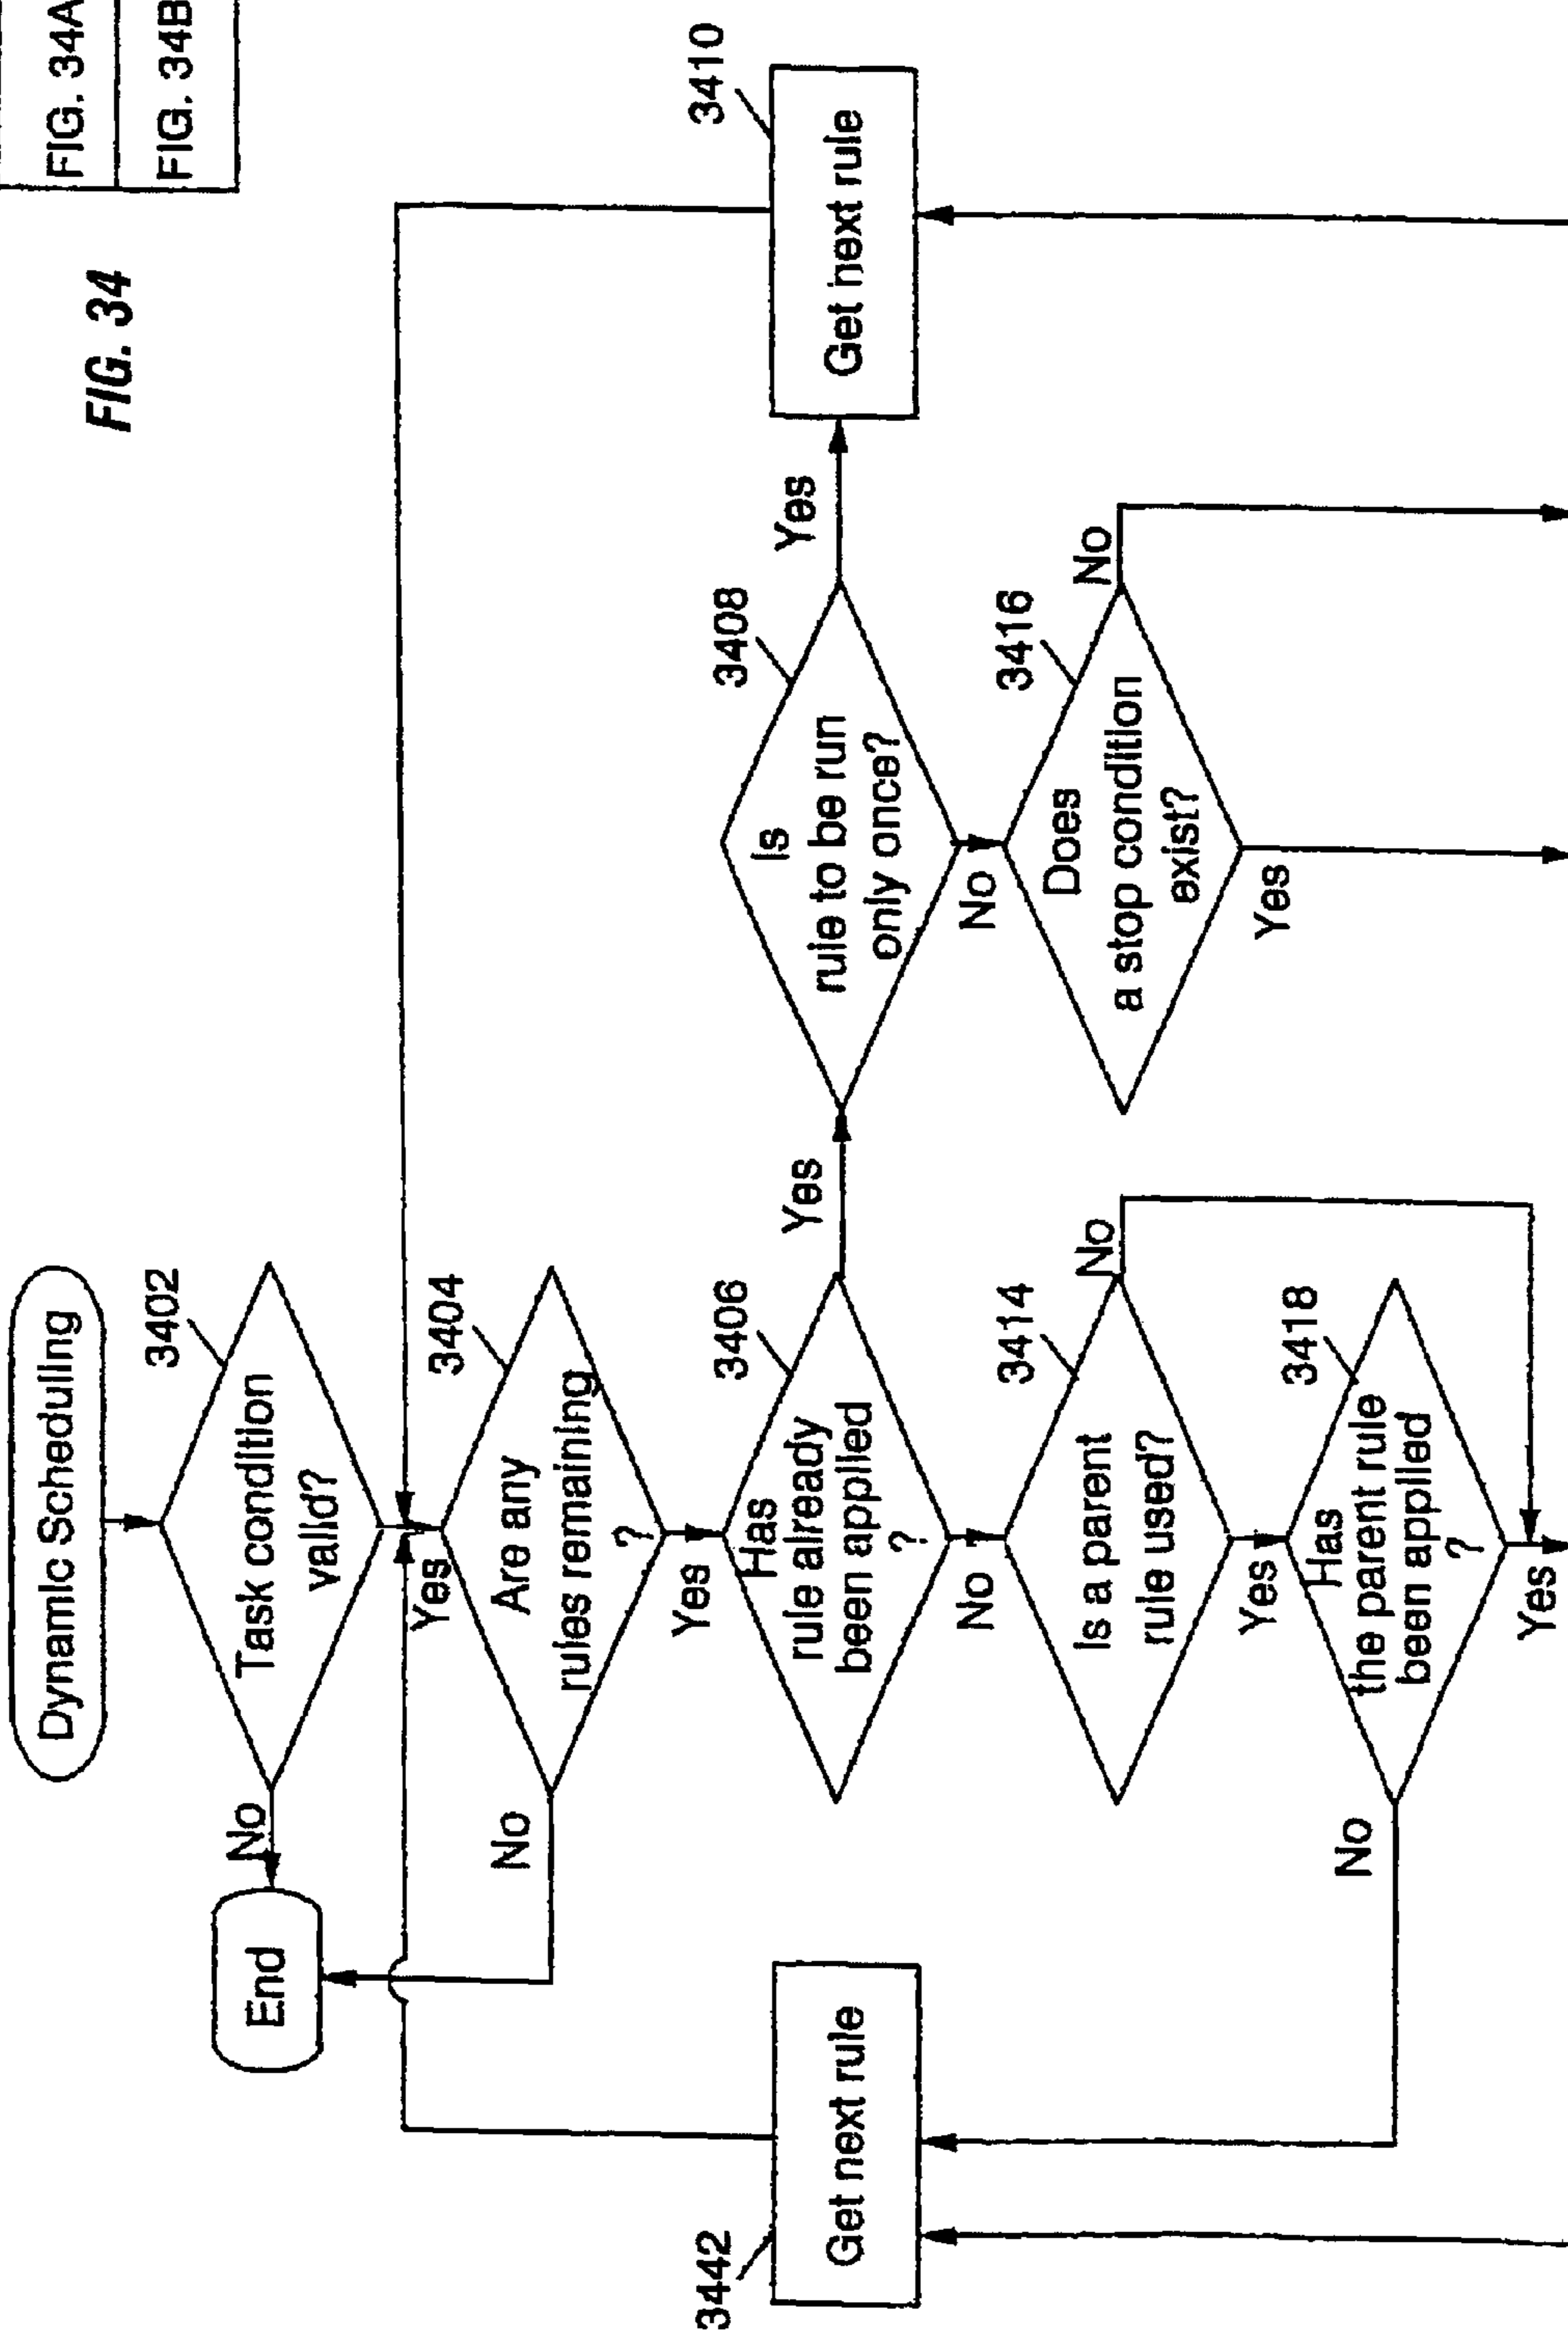 FIG. 34A
FIG. 34B
FIG. 34
Dynamic Scheduling
3402
Task condition
valid?
No
End
Yes
3404
Are any
rules remaining
?
No
Yes
3406
Has
rule already
been applied
?
Yes
3408
Is
rule to be run
only once?
Yes
3410
Get next rule
No
3416
Does
a stop condition
exist?
No
Yes
No
3414
Is a parent
rule used?
No
Yes
3418
Has
the parent rule
been applied
?
No
Yes
3442
Get next rule